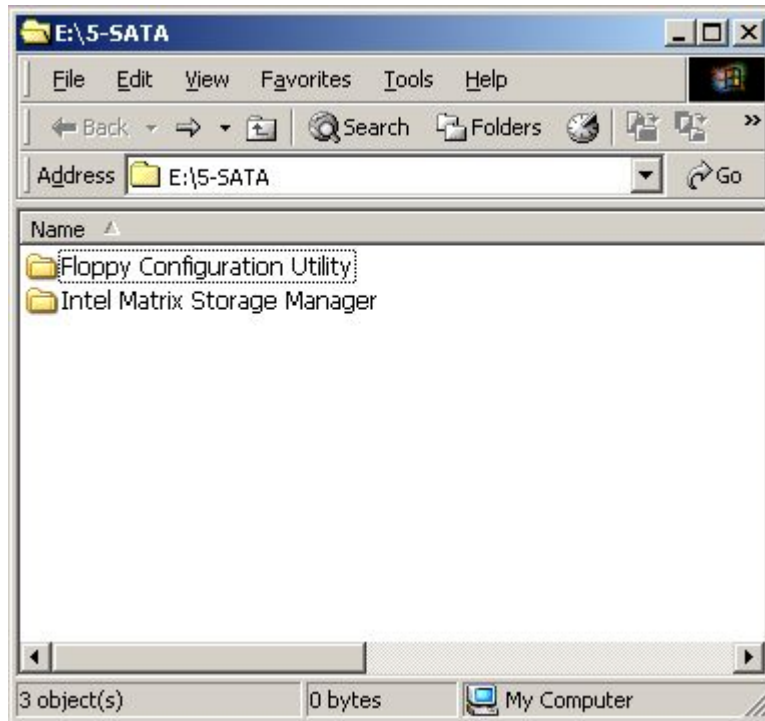 E:\5-SATA
File Edit View Favorites Tools Help
Back Search Folders »
Address E:\5-SATA Go
Name
Floppy Configuration Utility
Intel Matrix Storage Manager
3 object(s) 0 bytes My Computer